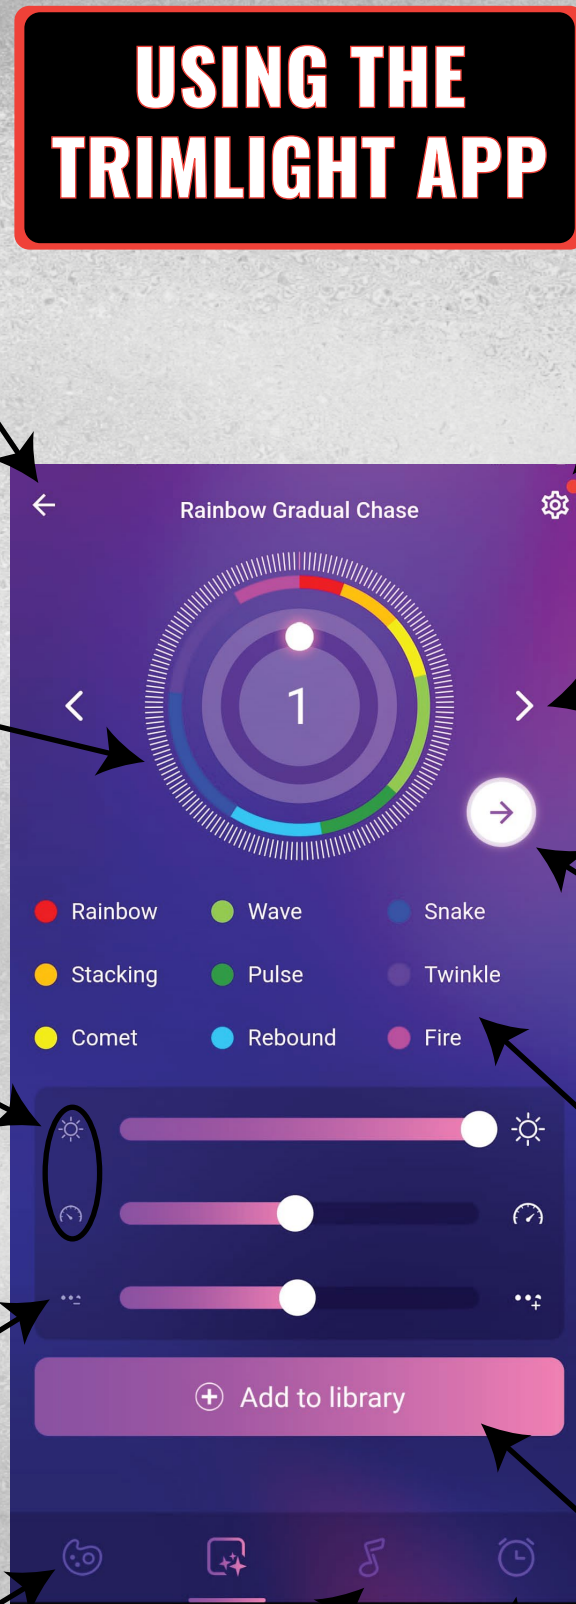 USING THE
TRIMLIGHT APP
Rainbow Gradual Chase
1
Rainbow
Wave
Snake
Stacking
Pulse
Twinkle
Comet
Rebound
Fire
Add to library